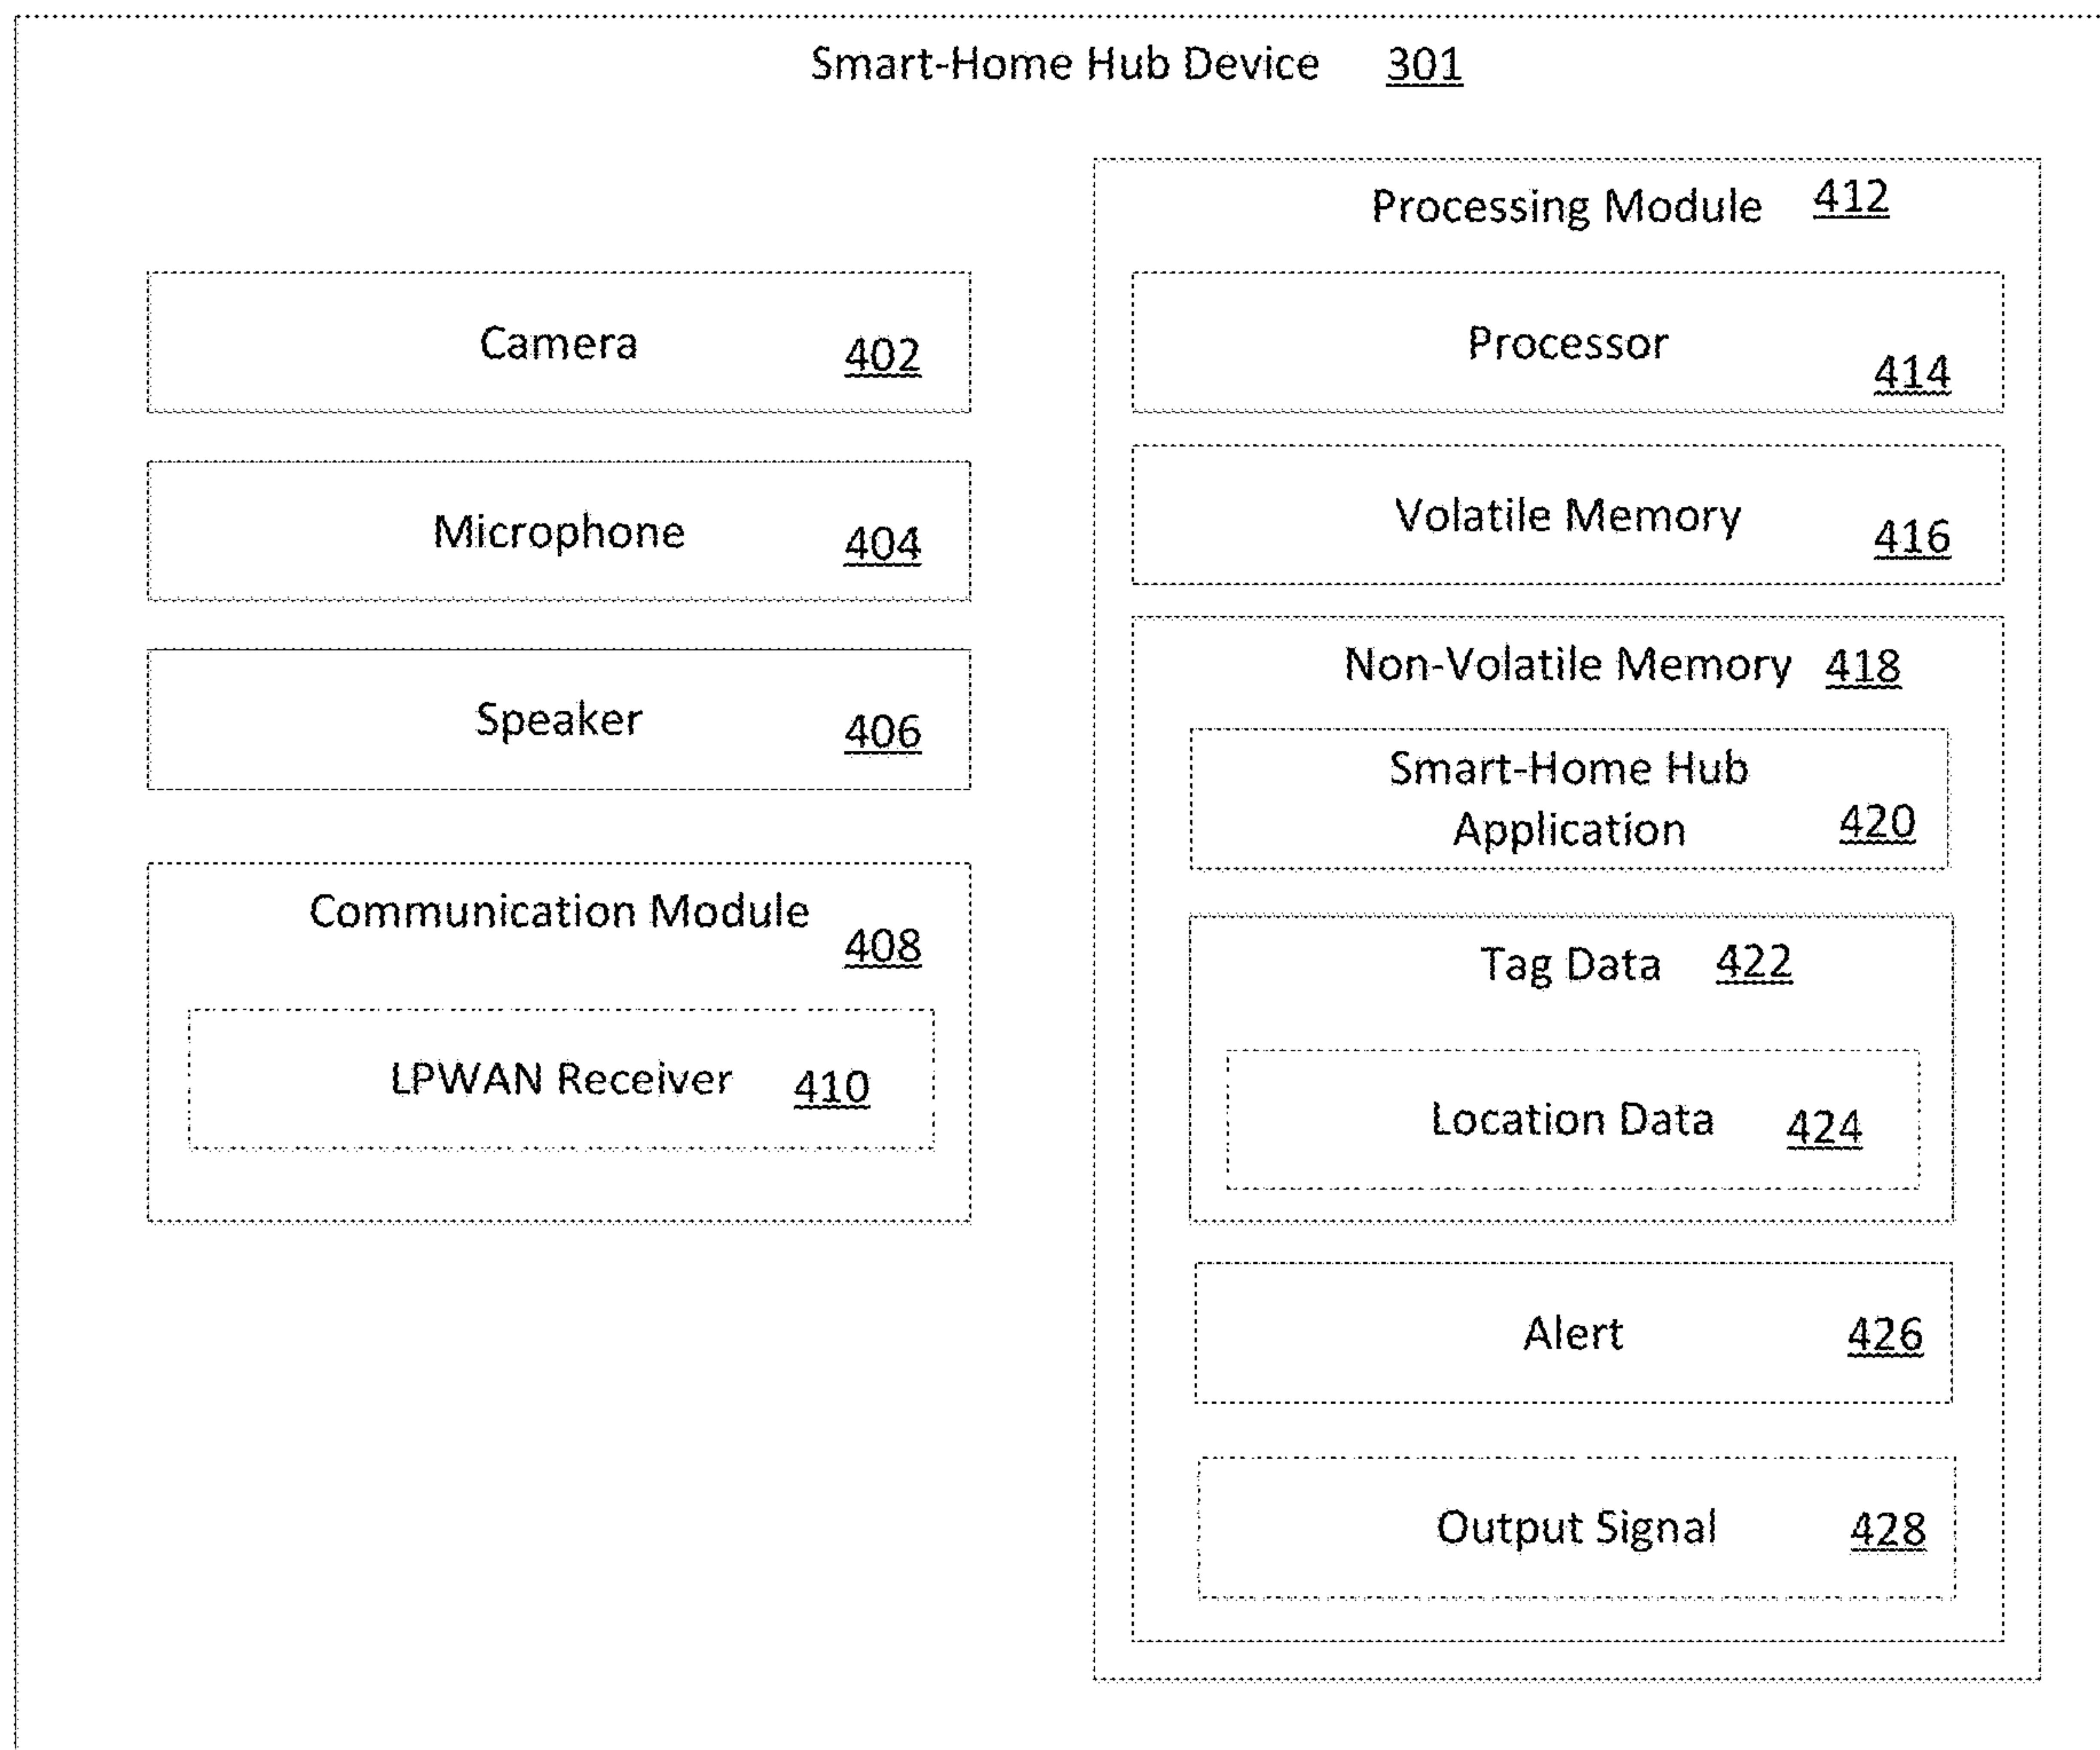 Smart-Home Hub Device 301
Camera 402
Microphone 404
Speaker 406
Communication Module 408
LPWAN Receiver 410
Processing Module 412
Processor 414
Volatile Memory 416
Non-Volatile Memory 418
Smart-Home Hub
Application 420
Tag Data 422
Location Data 424
Alert 426
Output Signal 428